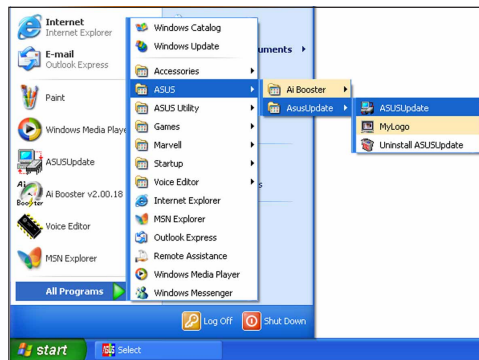 Internet
Internet Explorer
E-mail
Outlook Express
Paint
Windows Media Playe
ASUSUpdate
Ai Booster v2.00.18
Voice Editor
MSN Explorer
All Programs
uments
s
Windows Catalog
Windows Update
Accessories
ASUS
ASUS Utility
Games
Marvell
Startup
Voice Editor
Internet Explorer
MSN Explorer
Outlook Express
Remote Assistance
Windows Media Player
Windows Messenger
Ai Booster
AsusUpdate
ASUSUpdate
MyLogo
Uninstall ASUSUpdate
Log Off
Shut Down
start
Select